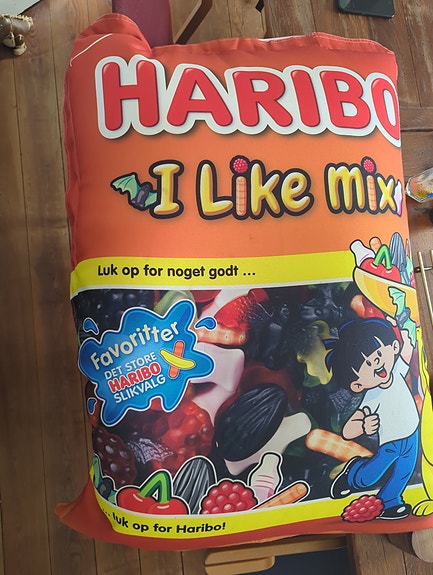 HARIBO
I Like mix
Luk op for noget godt ...
Favoritter
DET STORE
HARIBO
SLIKVALG
... luk op for Haribo!